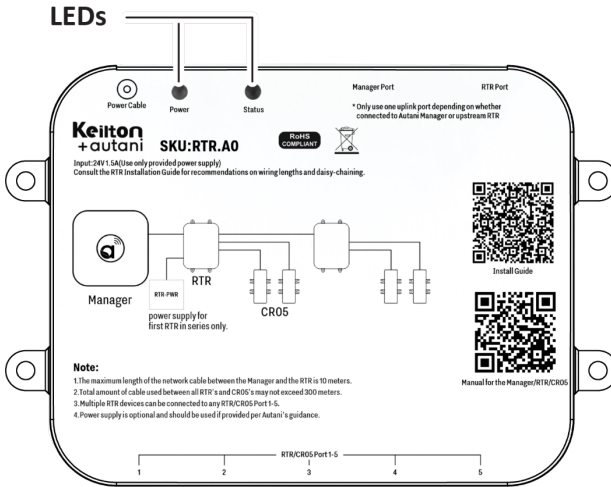 LEDs
Power Cable
Power
Status
Manager Port
RTR Port
* Only use one uplink port depending on whether
connected to Autani Manager or upstream RTR
Keilton
+autani
SKU:RTR.A0
RoHS
COMPLIANT
Input:24V 1.5A(Use only provided power supply)
Consult the RTR Installation Guide for recommendations on wiring lengths and daisy-chaining.
Install Guide
a
Manager
RTR
RTR-PWR
CR05
power supply for
first RTR in series only.
Manual for the Manager/RTR/CR05
Note:
1.The maximum length of the network cable between the Manager and the RTR is 10 meters.
2.Total amount of cable used between all RTR's and CR05's may not exceed 300 meters.
3.Multiple RTR devices can be connected to any RTR/CR05 Port 1-5.
4.Power supply is optional and should be used if provided per Autani's guidance.
RTR/CR05 Port 1-5
1 2 3 4 5